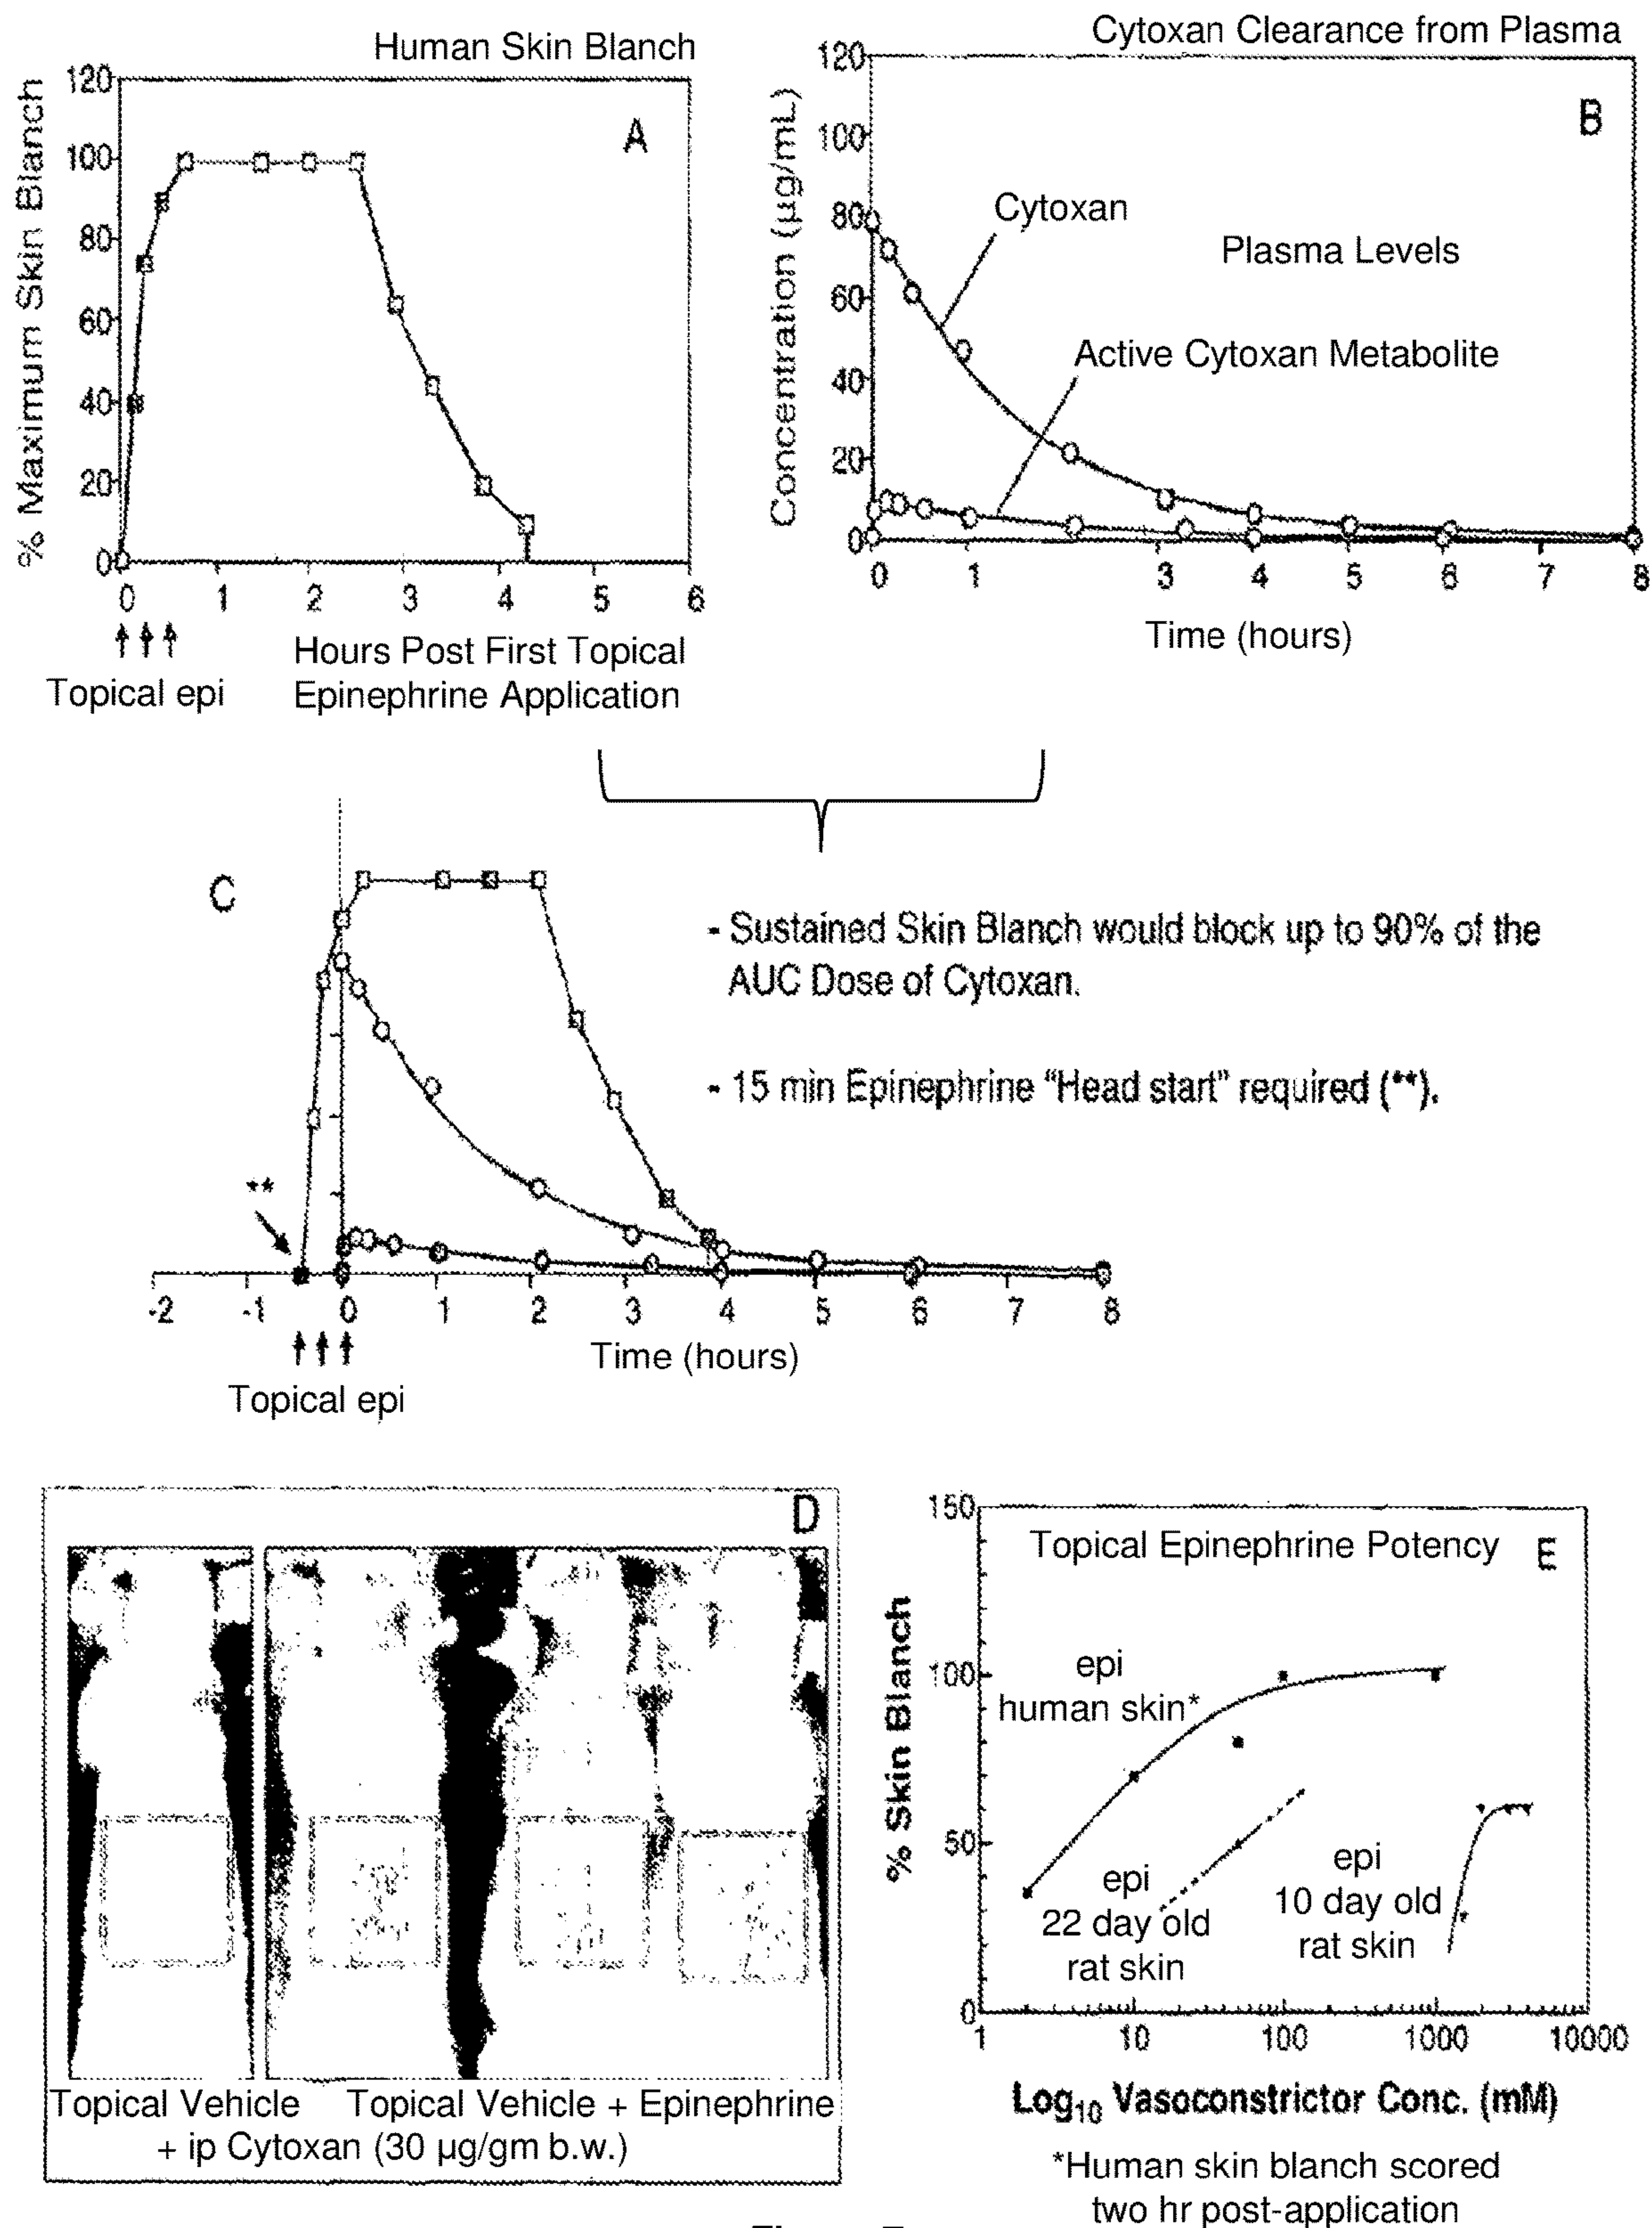 Human Skin Blanch
A
% Maximum Skin Blanch
120
100
80
60
40
20
0
0 1 2 3 4 5 6
Topical epi
Hours Post First Topical
Epinephrine Application
Cytoxan Clearance from Plasma
B
Concentration (µg/mL)
120
100
80
60
40
20
0
Cytoxan
Plasma Levels
Active Cytoxan Metabolite
0 1 3 4 5 6 7 8
Time (hours)
C
- Sustained Skin Blanch would block up to 90% of the
AUC Dose of Cytoxan.
- 15 min Epinephrine “Head start” required (**).
**
-2 -1 0 1 2 3 4 5 6 7 8
Time (hours)
Topical epi
D
Topical Vehicle
Topical Vehicle + Epinephrine
+ ip Cytoxan (30 µg/gm b.w.)
Topical Epinephrine Potency
E
% Skin Blanch
150
100
50
0
epi
human skin*
epi
22 day old
rat skin
epi
10 day old
rat skin
1 10 100 1000 10000
Log10 Vasoconstrictor Conc. (mM)
*Human skin blanch scored
two hr post-application